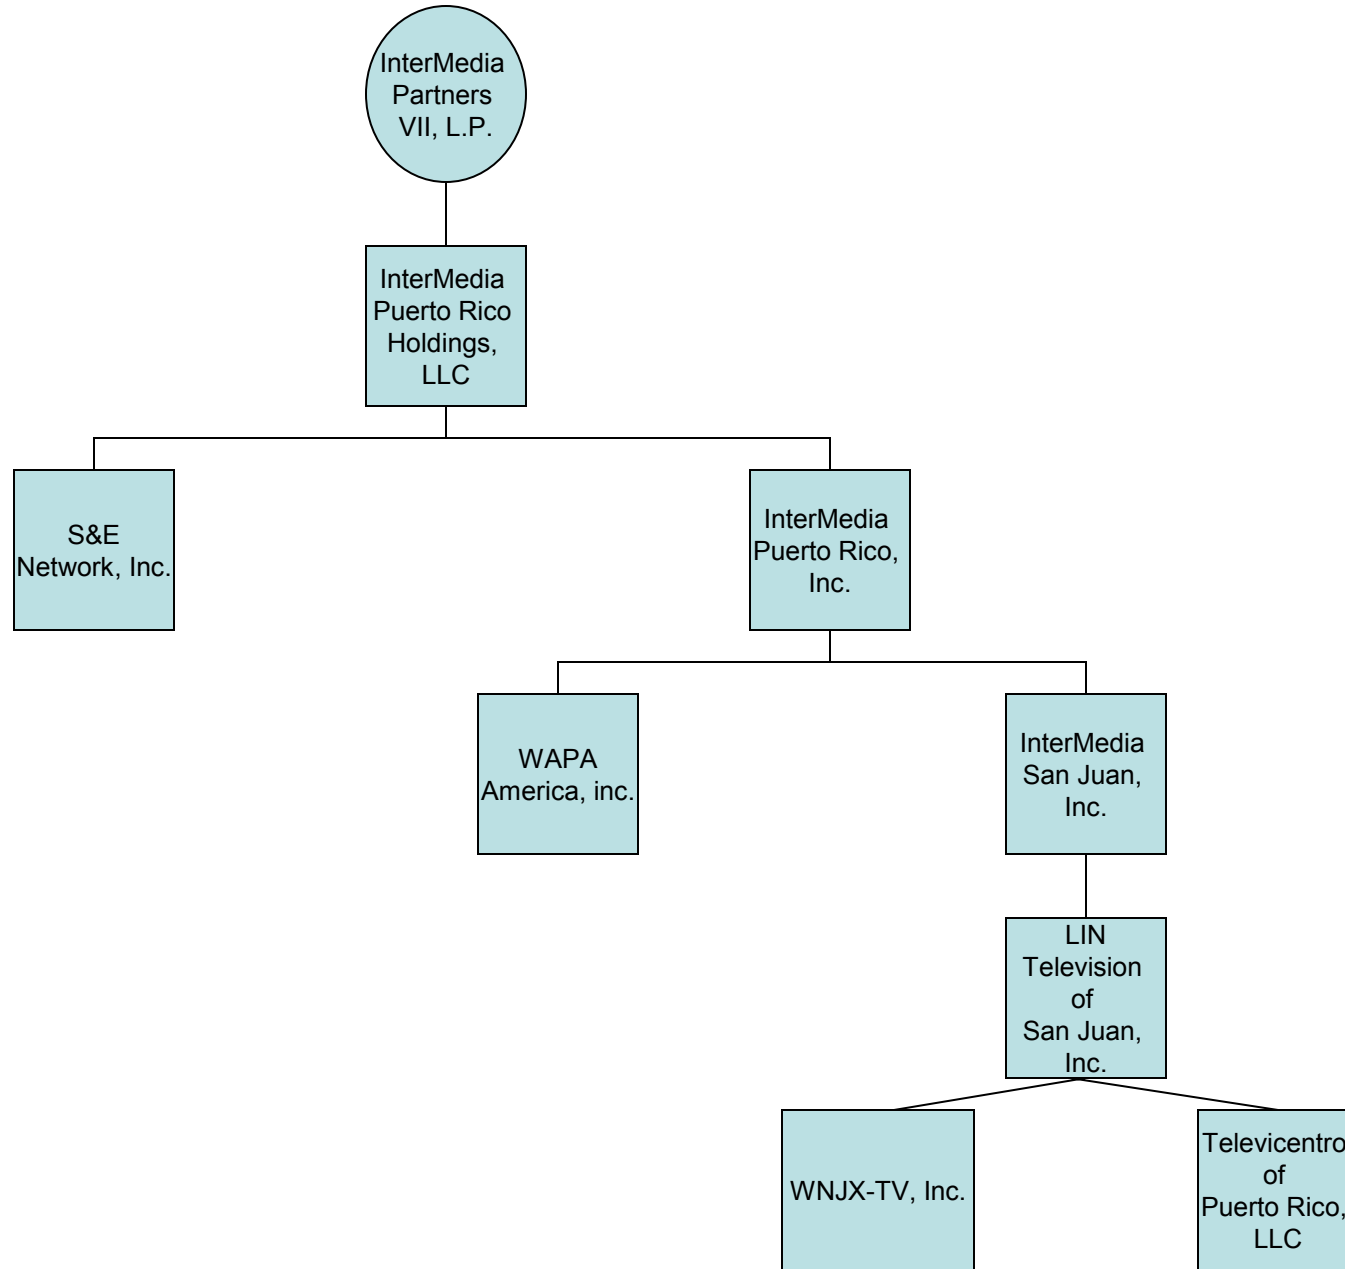 InterMedia
Partners
VII, L.P.
InterMedia
Puerto Rico
Holdings,
LLC
S&E
Network, Inc.
InterMedia
Puerto Rico,
Inc.
WAPA
America, inc.
InterMedia
San Juan,
Inc.
LIN
Television
of
San Juan,
Inc.
WNJX-TV, Inc.
Televicentro
of
Puerto Rico,
LLC